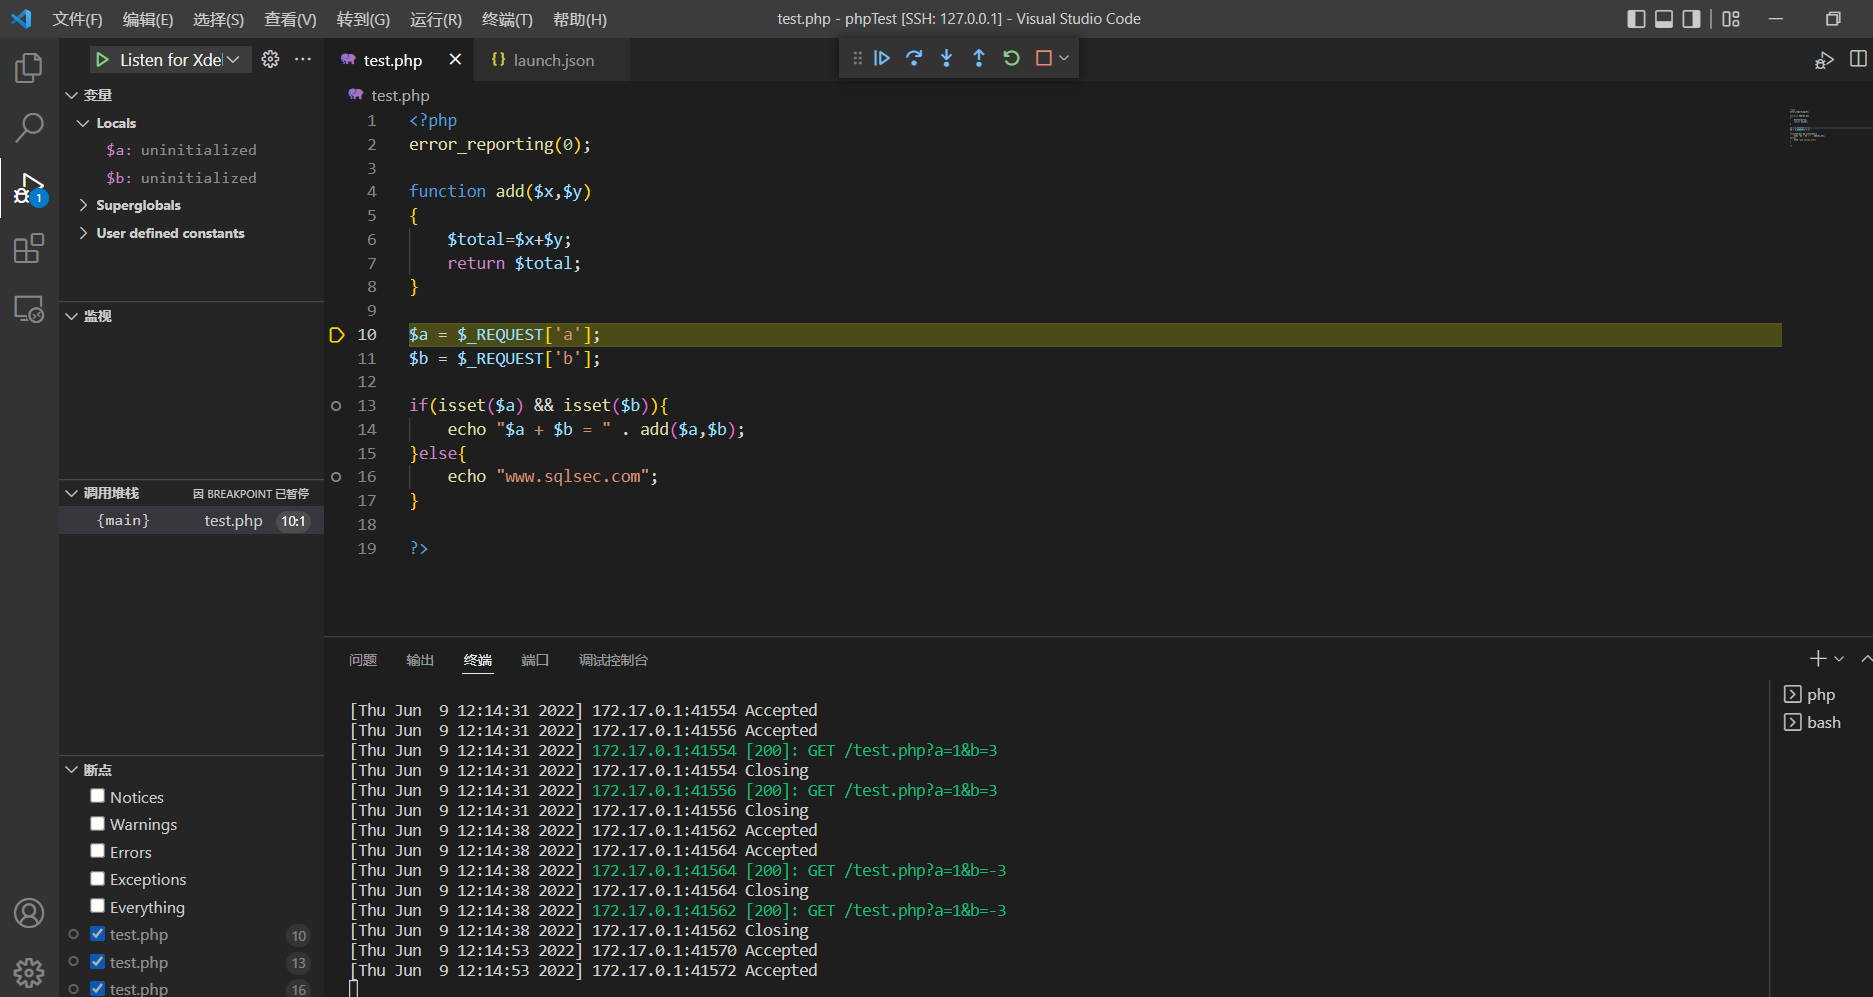 文件(F) 编辑(E) 选择(S) 查看(V) 转到(G) 运行(R) 终端(T) 帮助(H)
test.php - phpTest [SSH: 127.0.0.1] - Visual Studio Code
Listen for Xde
test.php
launch.json
变量
Locals
$a: uninitialized
$b: uninitialized
Superglobals
User defined constants
监视
调用堆栈 因 BREAKPOINT 已暂停
{main} test.php 10:1
断点
Notices
Warnings
Errors
Exceptions
Everything
test.php 10
test.php 13
test.php 16
1
test.php
1 <?php
2 error_reporting(0);
3
4 function add($x,$y)
5 {
6 $total=$x+$y;
7 return $total;
8 }
9
10 $a = $_REQUEST['a'];
11 $b = $_REQUEST['b'];
12
13 if(isset($a) && isset($b)){
14 echo "$a + $b = " . add($a,$b);
15 }else{
16 echo "www.sqlsec.com";
17 }
18
19 ?>
问题 输出 终端 端口 调试控制台
[Thu Jun  9 12:14:31 2022] 172.17.0.1:41554 Accepted
[Thu Jun  9 12:14:31 2022] 172.17.0.1:41556 Accepted
[Thu Jun  9 12:14:31 2022] 172.17.0.1:41554 [200]: GET /test.php?a=1&b=3
[Thu Jun  9 12:14:31 2022] 172.17.0.1:41554 Closing
[Thu Jun  9 12:14:31 2022] 172.17.0.1:41556 [200]: GET /test.php?a=1&b=3
[Thu Jun  9 12:14:31 2022] 172.17.0.1:41556 Closing
[Thu Jun  9 12:14:38 2022] 172.17.0.1:41562 Accepted
[Thu Jun  9 12:14:38 2022] 172.17.0.1:41564 Accepted
[Thu Jun  9 12:14:38 2022] 172.17.0.1:41564 [200]: GET /test.php?a=1&b=-3
[Thu Jun  9 12:14:38 2022] 172.17.0.1:41564 Closing
[Thu Jun  9 12:14:38 2022] 172.17.0.1:41562 [200]: GET /test.php?a=1&b=-3
[Thu Jun  9 12:14:38 2022] 172.17.0.1:41562 Closing
[Thu Jun  9 12:14:53 2022] 172.17.0.1:41570 Accepted
[Thu Jun  9 12:14:53 2022] 172.17.0.1:41572 Accepted
php
bash